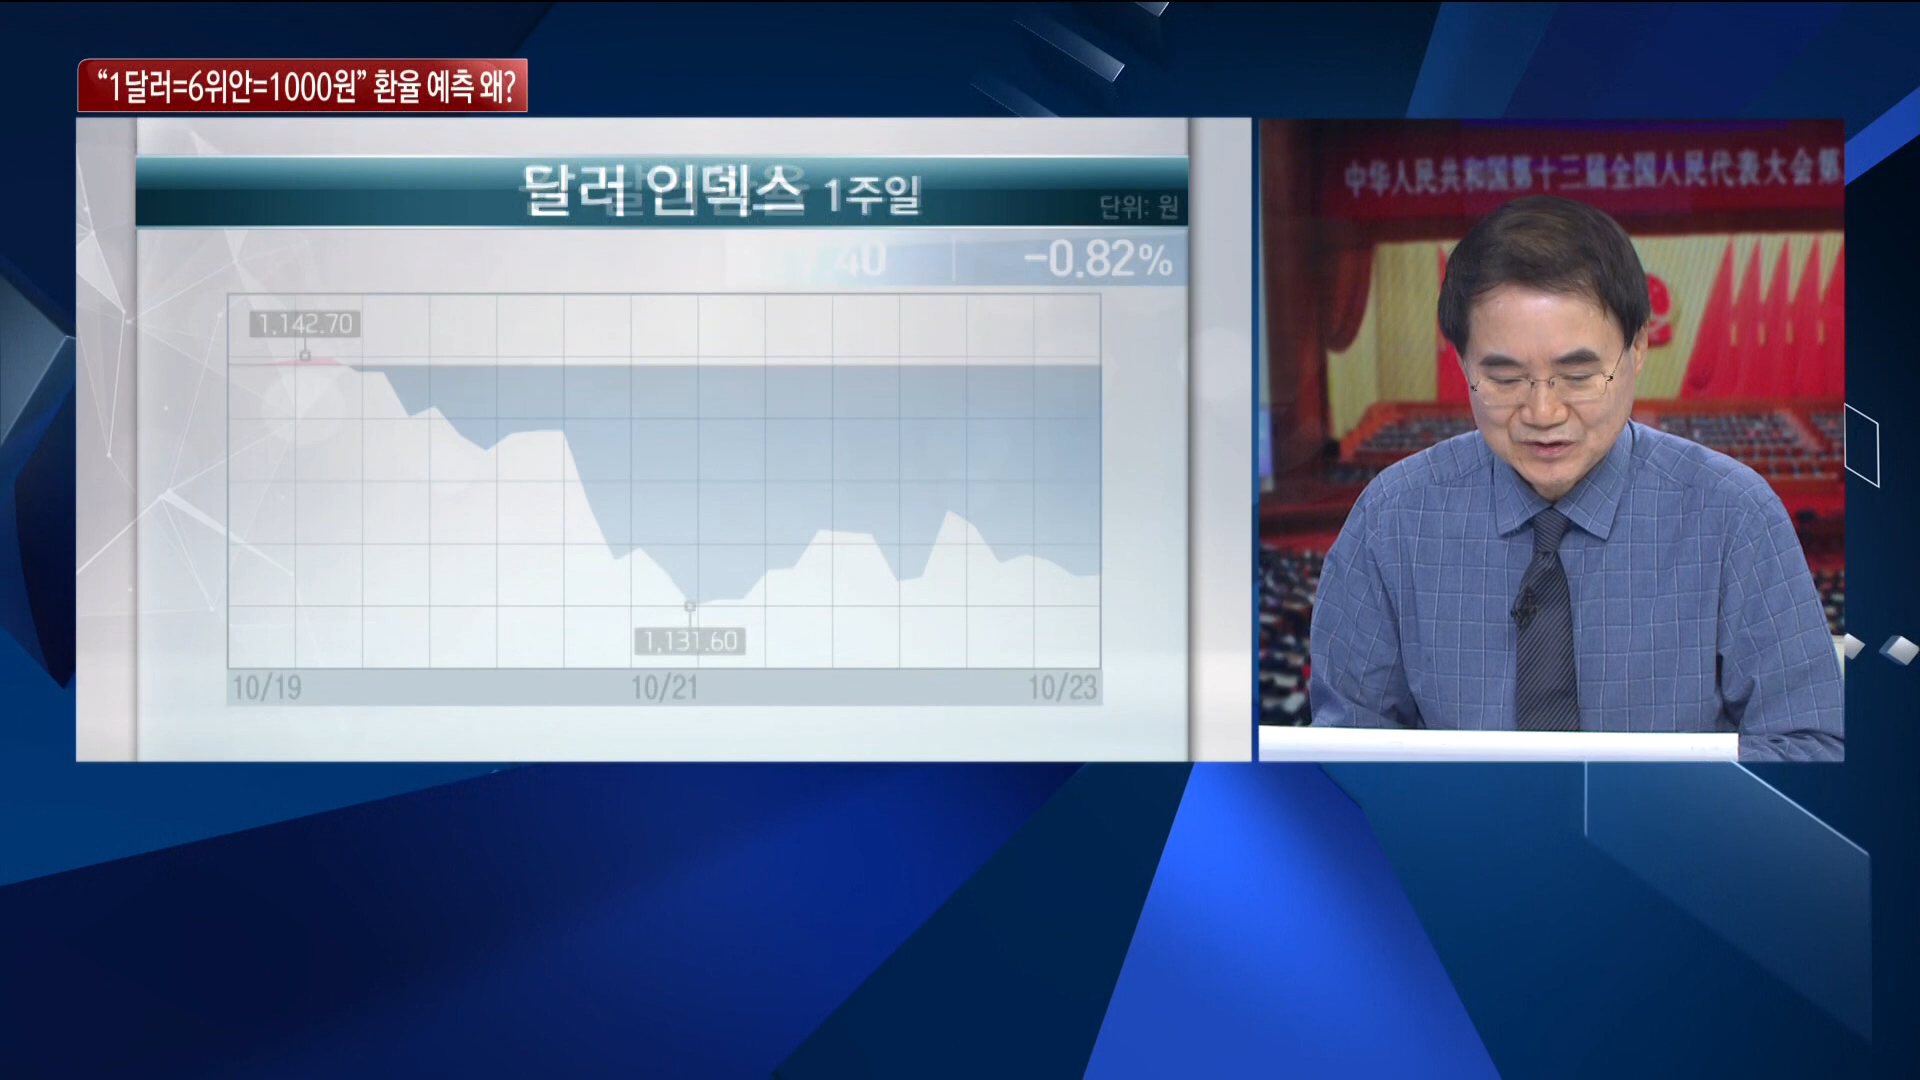 “1달러=6위안=1000원” 환율 예측 왜?
달러 인덱스 1주일
단위: 원
40
-0.82%
1,142.70
1,131.60
10/19
10/21
10/23
中华人民共和国第十三届全国人民代表大会第